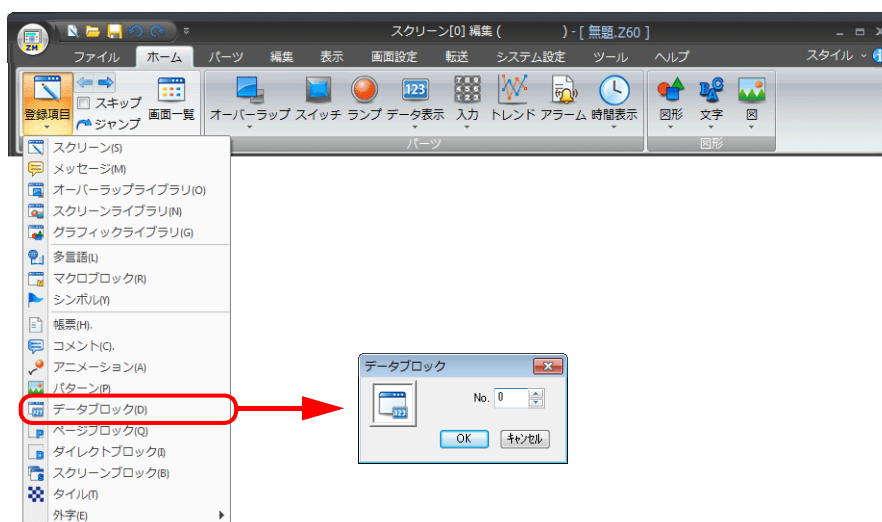 スクリーン[0] 編集 ( ) - [ 無題.Z60 ]
ZM
ファイル ホーム パーツ 編集 表示 画面設定 転送 システム設定 ツール ヘルプ スタイル
登録項目
スキップ
ジャンプ
画面一覧
オーバーラップ スイッチ ランプ データ表示 入力 トレンド アラーム 時間表示
図形 文字 図
パーツ 図形
スクリーン(S)
メッセージ(M)
オーバーラップライブラリ(O)
スクリーンライブラリ(N)
グラフィックライブラリ(G)
多言語(L)
マクロブロック(R)
シンボル(Y)
帳票(H).
コメント(C).
アニメーション(A)
パターン(P)
データブロック(D)
ページブロック(Q)
ダイレクトブロック(I)
スクリーンブロック(B)
タイル(T)
外字(E)
データブロック
123
No. 0
OK キャンセル